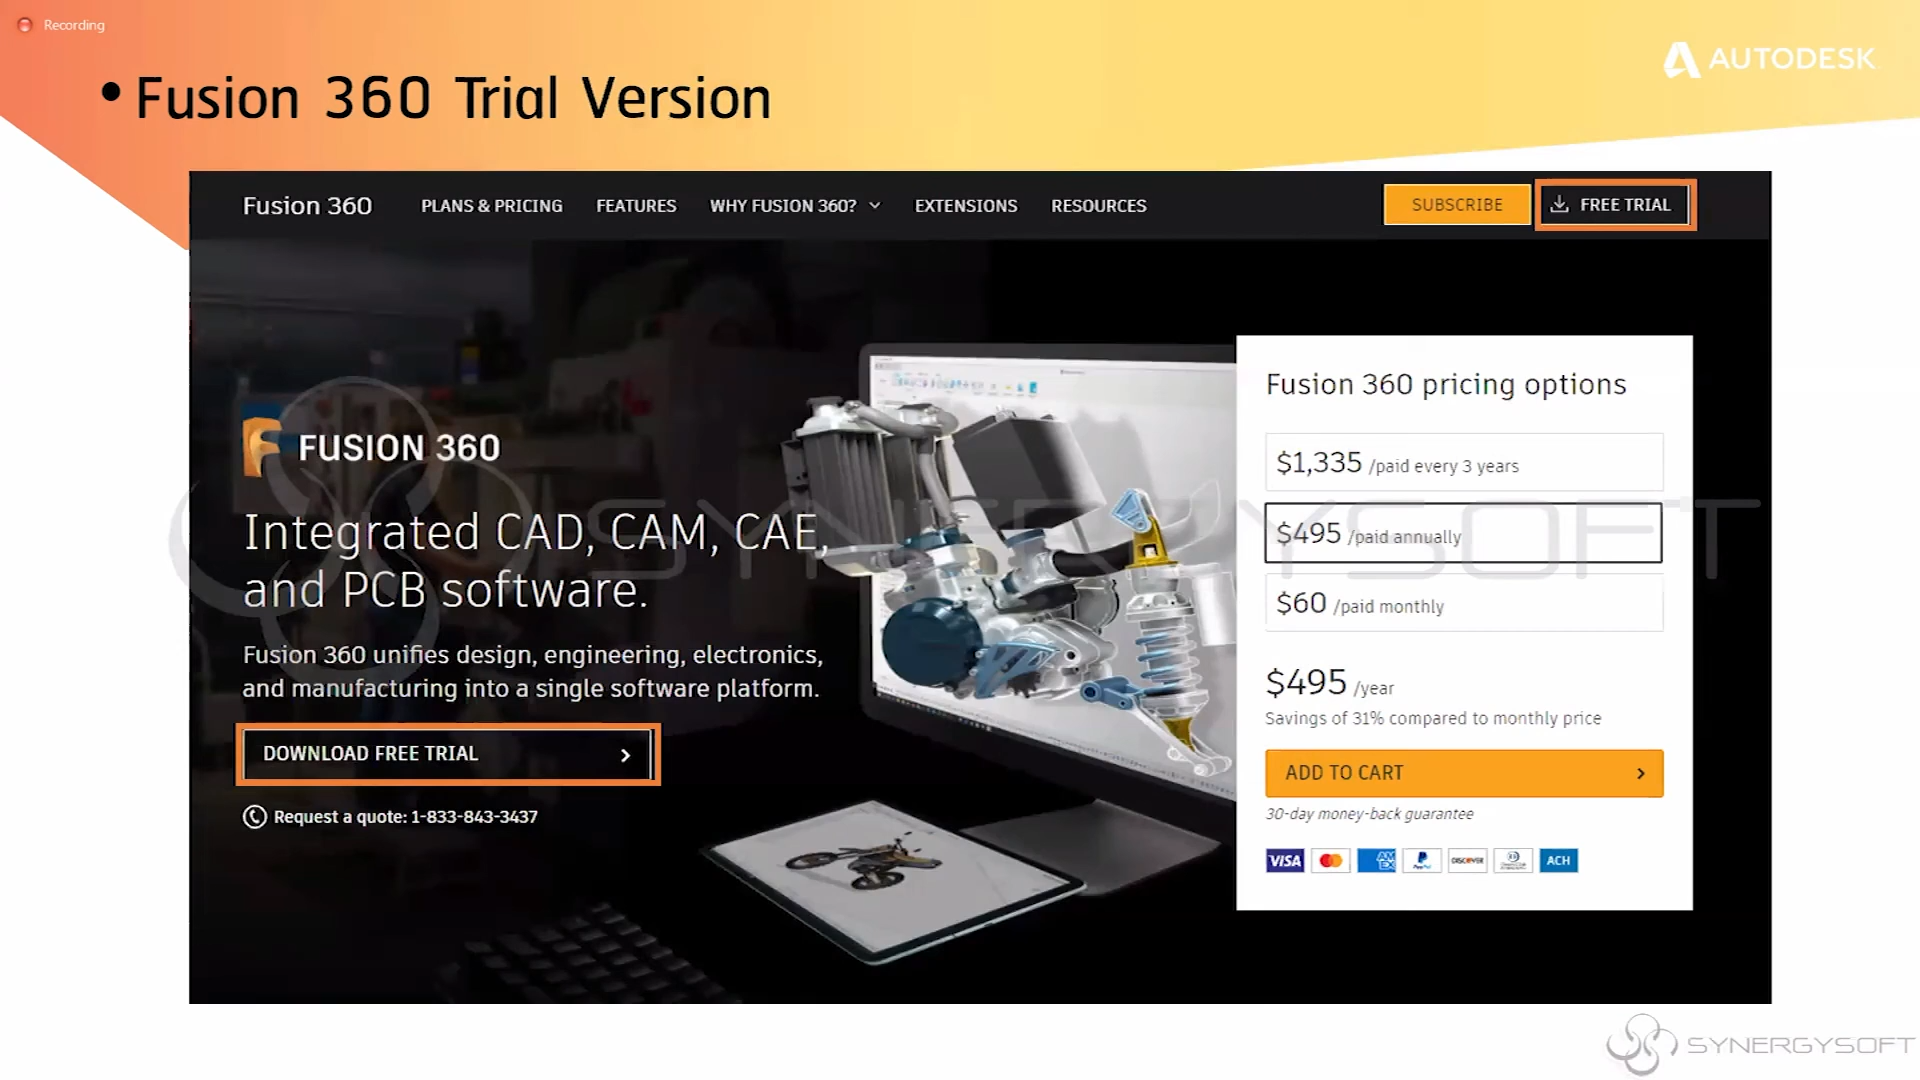 Recording
AUTODESK
• Fusion 360 Trial Version
Fusion 360 PLANS & PRICING FEATURES WHY FUSION 360? EXTENSIONS RESOURCES SUBSCRIBE FREE TRIAL
FUSION 360
Integrated CAD, CAM, CAE,
and PCB software.
Fusion 360 unifies design, engineering, electronics,
and manufacturing into a single software platform.
DOWNLOAD FREE TRIAL
Request a quote: 1-833-843-3437
Fusion 360 pricing options
$1,335 /paid every 3 years
$495 /paid annually
$60 /paid monthly
$495 /year
Savings of 31% compared to monthly price
ADD TO CART
30-day money-back guarantee
VISA AMEX PayPal DISCOVER ACH
SYNERGYSOFT
SYNERGYSOFT